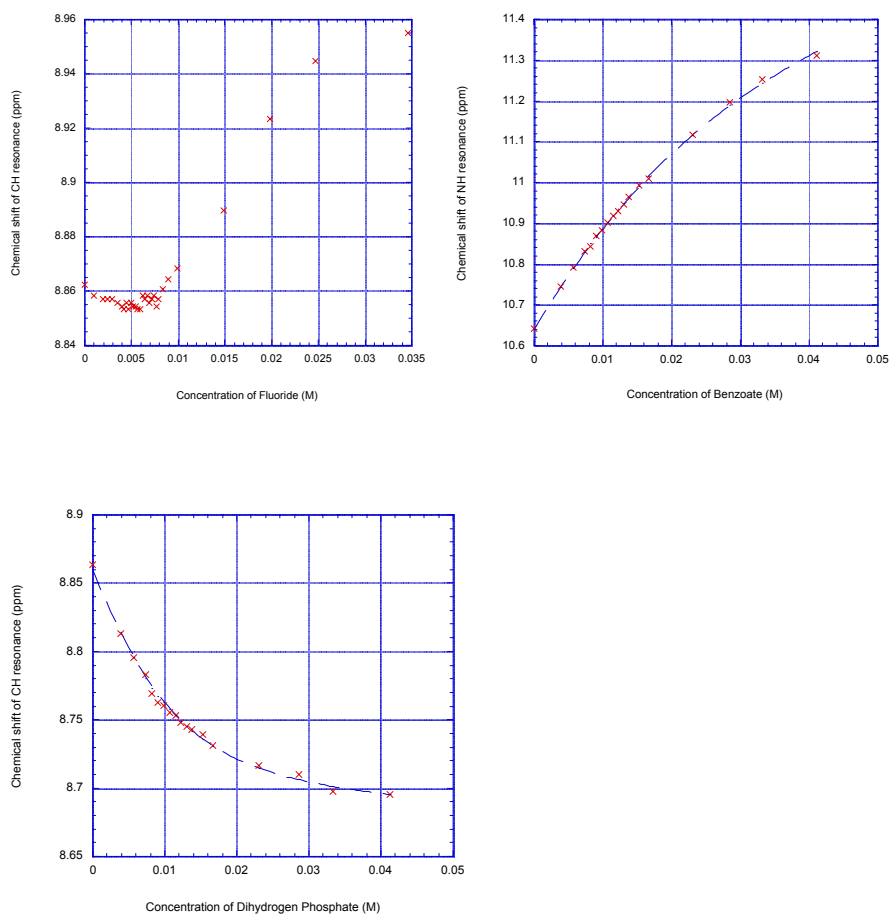 8.96
8.94
8.92
8.9
8.88
8.86
8.84
Chemical shift of CH resonance (ppm)
0 0.005 0.01 0.015 0.02 0.025 0.03 0.035
Concentration of Fluoride (M)
11.4
11.3
11.2
11.1
11
10.9
10.8
10.7
10.6
Chemical shift of NH resonance (ppm)
0 0.01 0.02 0.03 0.04 0.05
Concentration of Benzoate (M)
8.9
8.85
8.8
8.75
8.7
8.65
Chemical shift of CH resonance (ppm)
0 0.01 0.02 0.03 0.04 0.05
Concentration of Dihydrogen Phosphate (M)